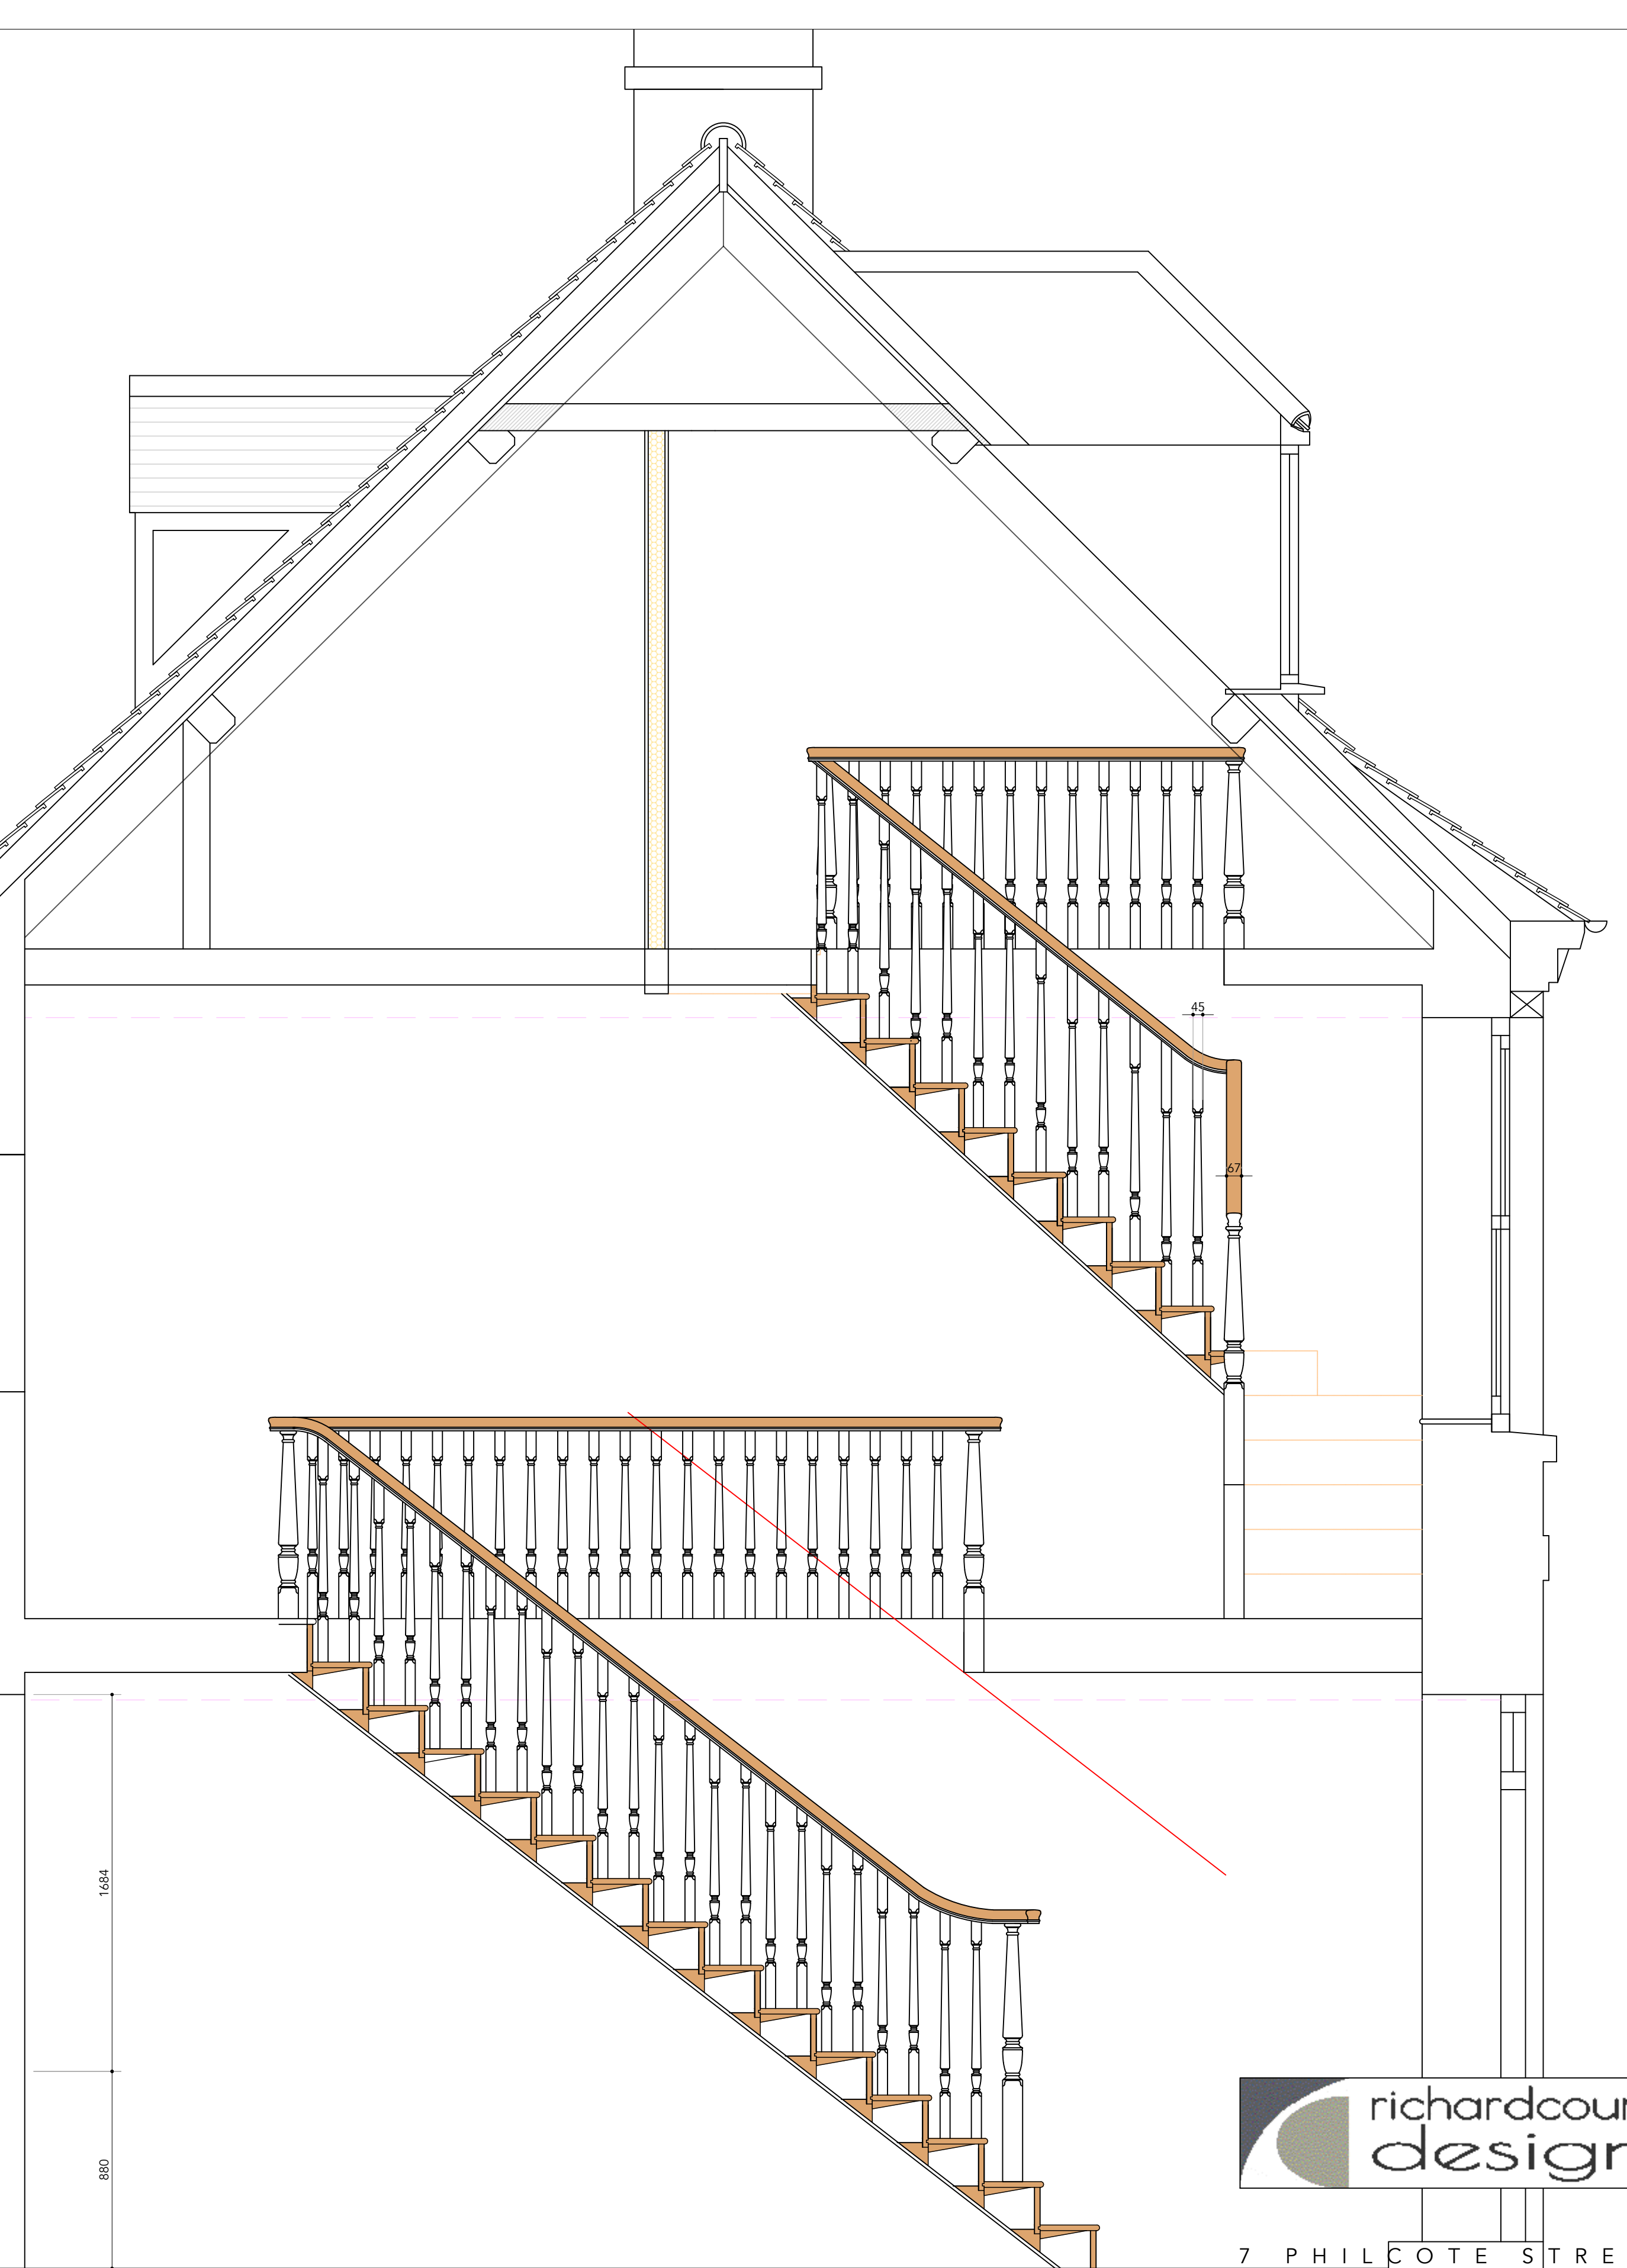 45
67
1684
880
richardcour
design
7 PHILCOTE STRE